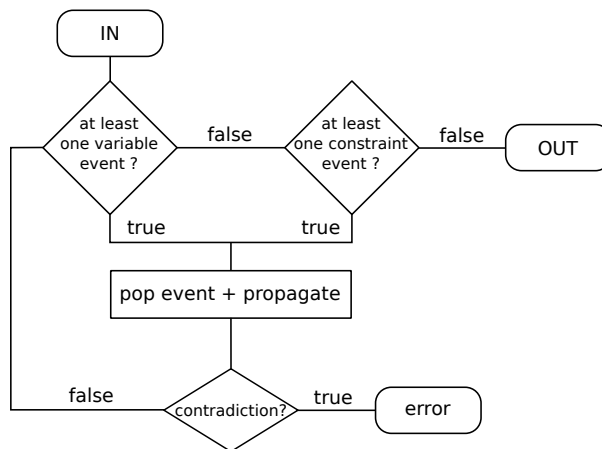 IN
at least
one variable
event ?
false
at least
one constraint
event ?
false
OUT
true
true
pop event + propagate
false
contradiction?
true
error